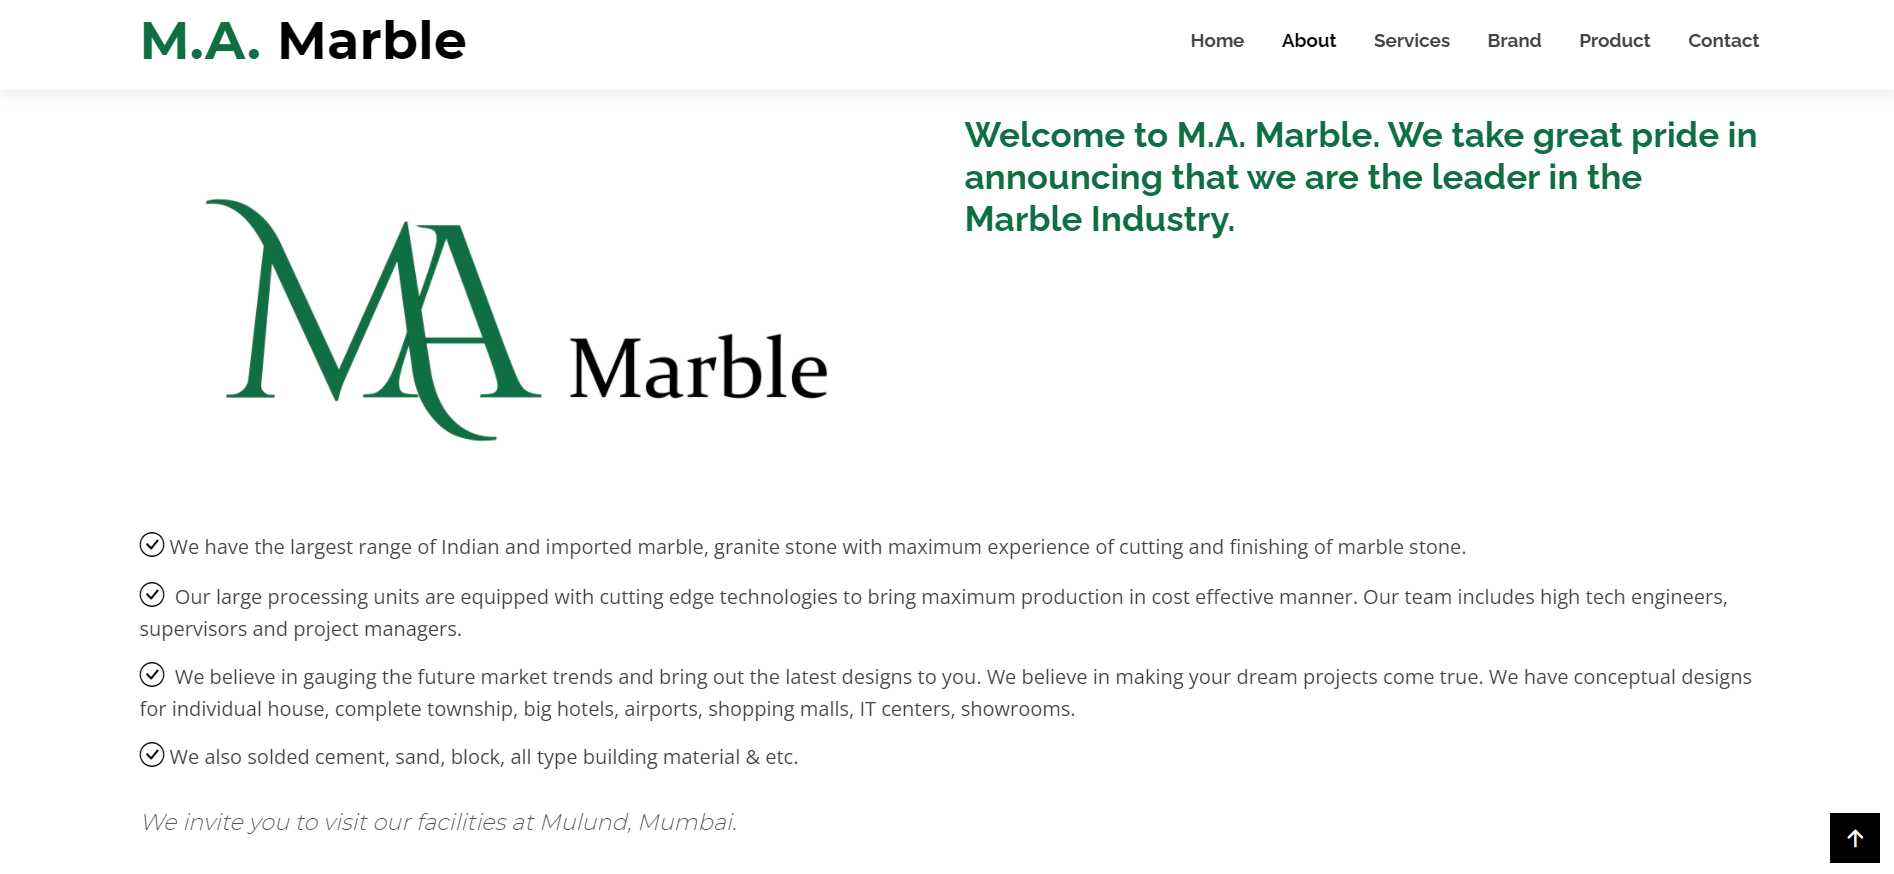 M.A. Marble
Home About Services Brand Product Contact
Welcome to M.A. Marble. We take great pride in
announcing that we are the leader in the
Marble Industry.
MA Marble
We have the largest range of Indian and imported marble, granite stone with maximum experience of cutting and finishing of marble stone.
Our large processing units are equipped with cutting edge technologies to bring maximum production in cost effective manner. Our team includes high tech engineers,
supervisors and project managers.
We believe in gauging the future market trends and bring out the latest designs to you. We believe in making your dream projects come true. We have conceptual designs
for individual house, complete township, big hotels, airports, shopping malls, IT centers, showrooms.
We also solded cement, sand, block, all type building material & etc.
We invite you to visit our facilities at Mulund, Mumbai.